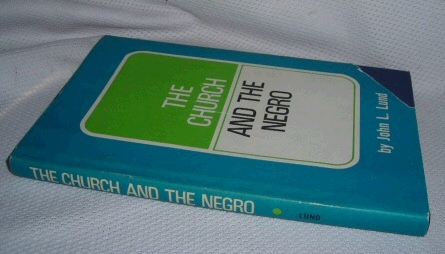 THE
CHURCH
AND THE
NEGRO
by John L. Lund
THE CHURCH AND THE NEGRO
LUND